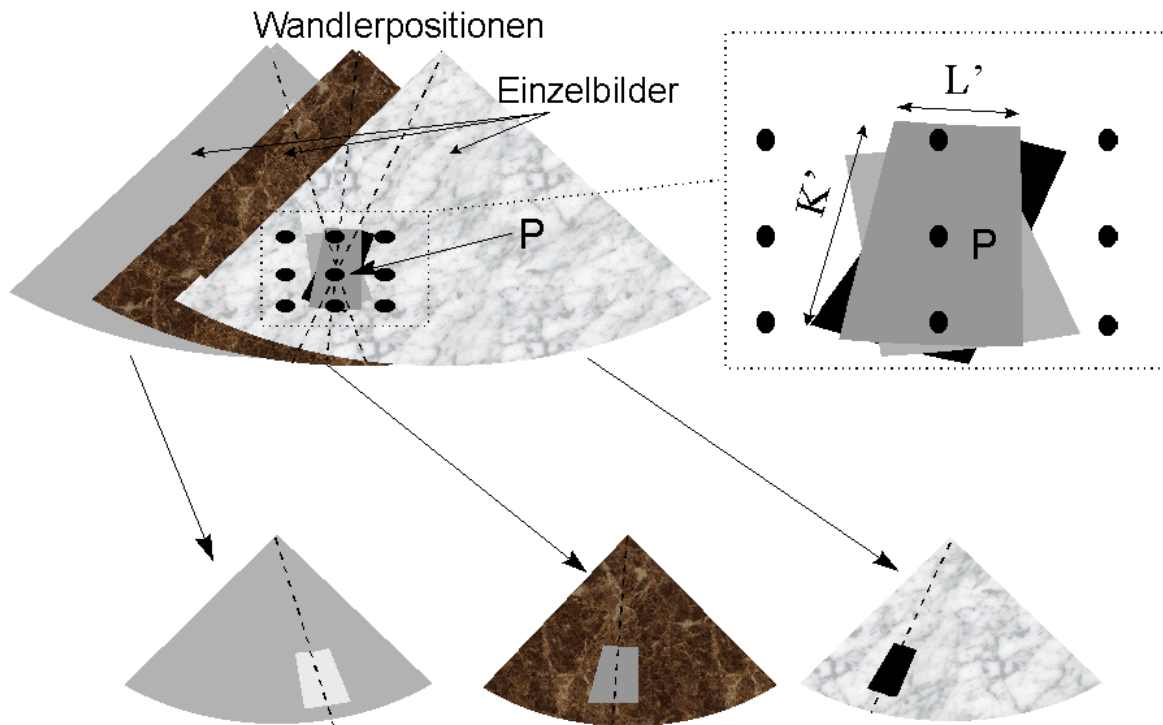 Wandlerpositionen
Einzelbilder
P
L’
K’
P